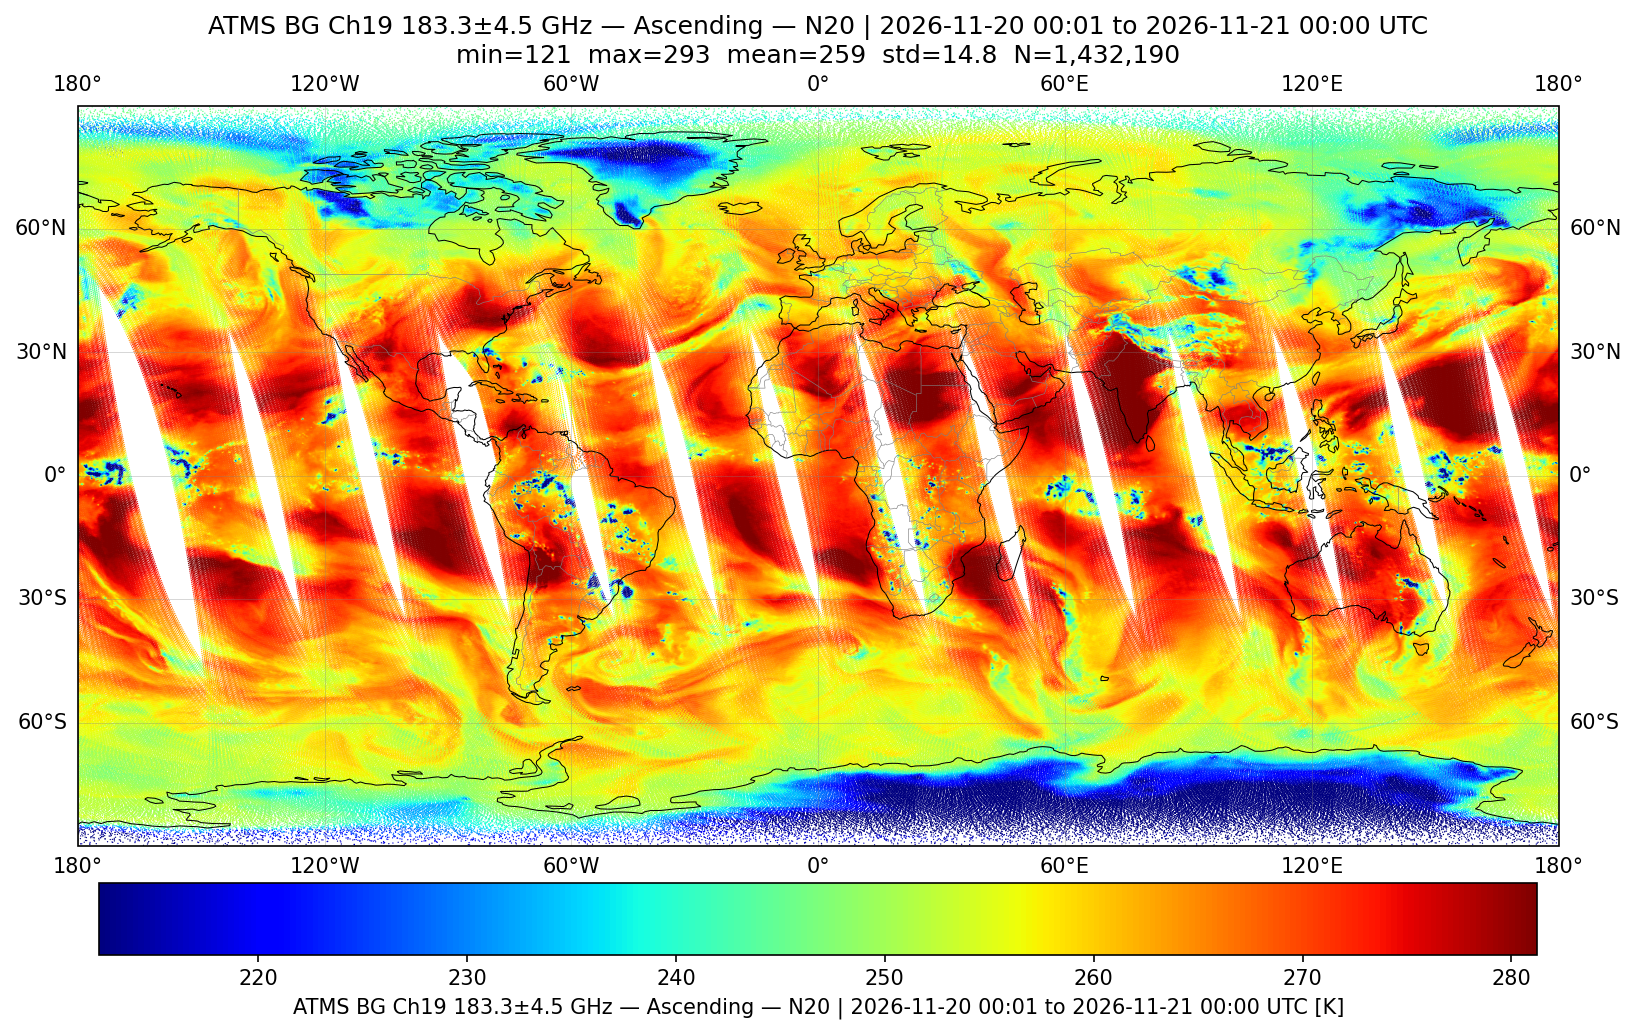 ATMS BG Ch19 183.3±4.5 GHz — Ascending — N20 | 2026-11-20 00:01 to 2026-11-21 00:00 UTC
min=121  max=293  mean=259  std=14.8  N=1,432,190
180° 120°W 60°W 0° 60°E 120°E 180°
60°N 60°N
30°N 30°N
0° 0°
30°S 30°S
60°S 60°S
180° 120°W 60°W 0° 60°E 120°E 180°
220 230 240 250 260 270 280
ATMS BG Ch19 183.3±4.5 GHz — Ascending — N20 | 2026-11-20 00:01 to 2026-11-21 00:00 UTC [K]